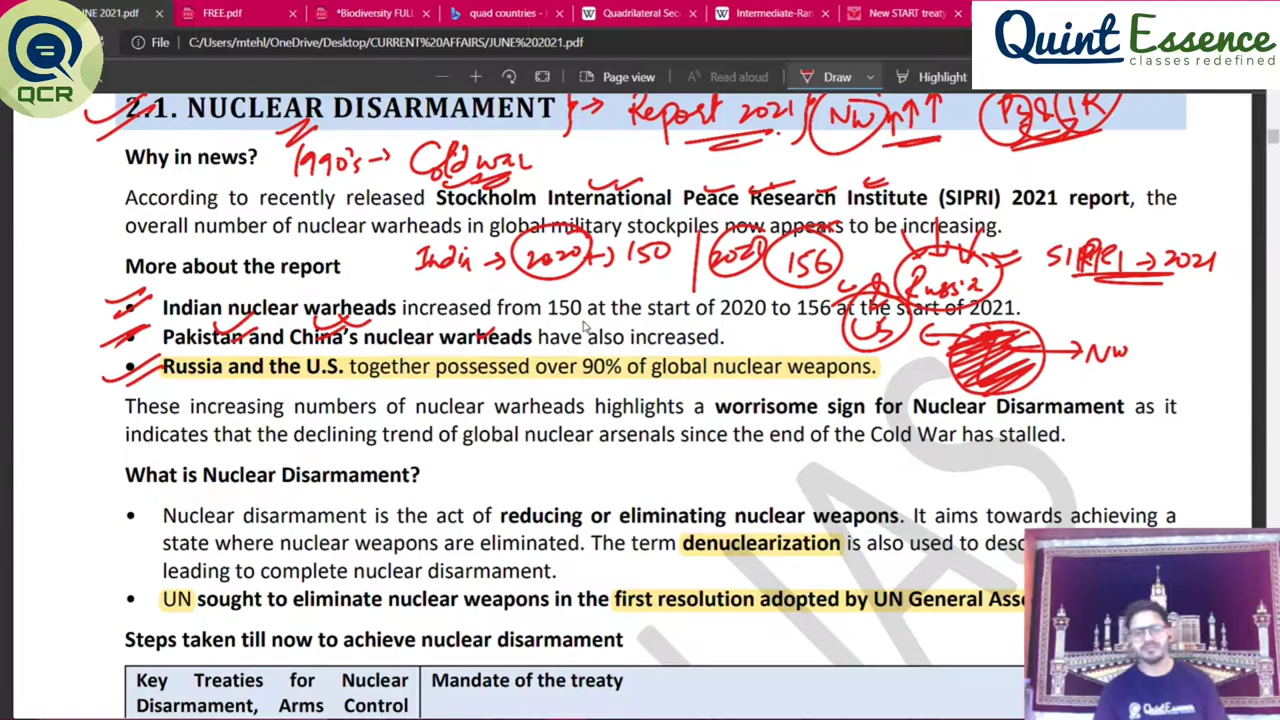 JUNE 2021.pdf
FREE.pdf
*Biodiversity FULL
quad countries -
Quadrilateral Sec
Intermediate-Ran
New START treaty
File
C:/Users/mtehl/OneDrive/Desktop/CURRENT%20AFFAIRS/JUNE%202021.pdf
Page view
Read aloud
Draw
Highlight
QCR
Quint Essence
classes redefined
2.1. NUCLEAR DISARMAMENT
Report 2021
NW
Why in news?
1990's → Cold war
According to recently released Stockholm International Peace Research Institute (SIPRI) 2021 report, the
overall number of nuclear warheads in global military stockpiles now appears to be increasing.
India → 2020 → 150 | 2021 156
Russia
SIPRI → 2021
More about the report
• Indian nuclear warheads increased from 150 at the start of 2020 to 156 at the start of 2021.
US
• Pakistan and China's nuclear warheads have also increased.
→ NW
• Russia and the U.S. together possessed over 90% of global nuclear weapons.
These increasing numbers of nuclear warheads highlights a worrisome sign for Nuclear Disarmament as it
indicates that the declining trend of global nuclear arsenals since the end of the Cold War has stalled.
What is Nuclear Disarmament?
• Nuclear disarmament is the act of reducing or eliminating nuclear weapons. It aims towards achieving a
state where nuclear weapons are eliminated. The term denuclearization is also used to desc
leading to complete nuclear disarmament.
• UN sought to eliminate nuclear weapons in the first resolution adopted by UN General Asse
Steps taken till now to achieve nuclear disarmament
Key Treaties for Nuclear
Disarmament, Arms Control
Mandate of the treaty
IAS
QUINTESSENCE